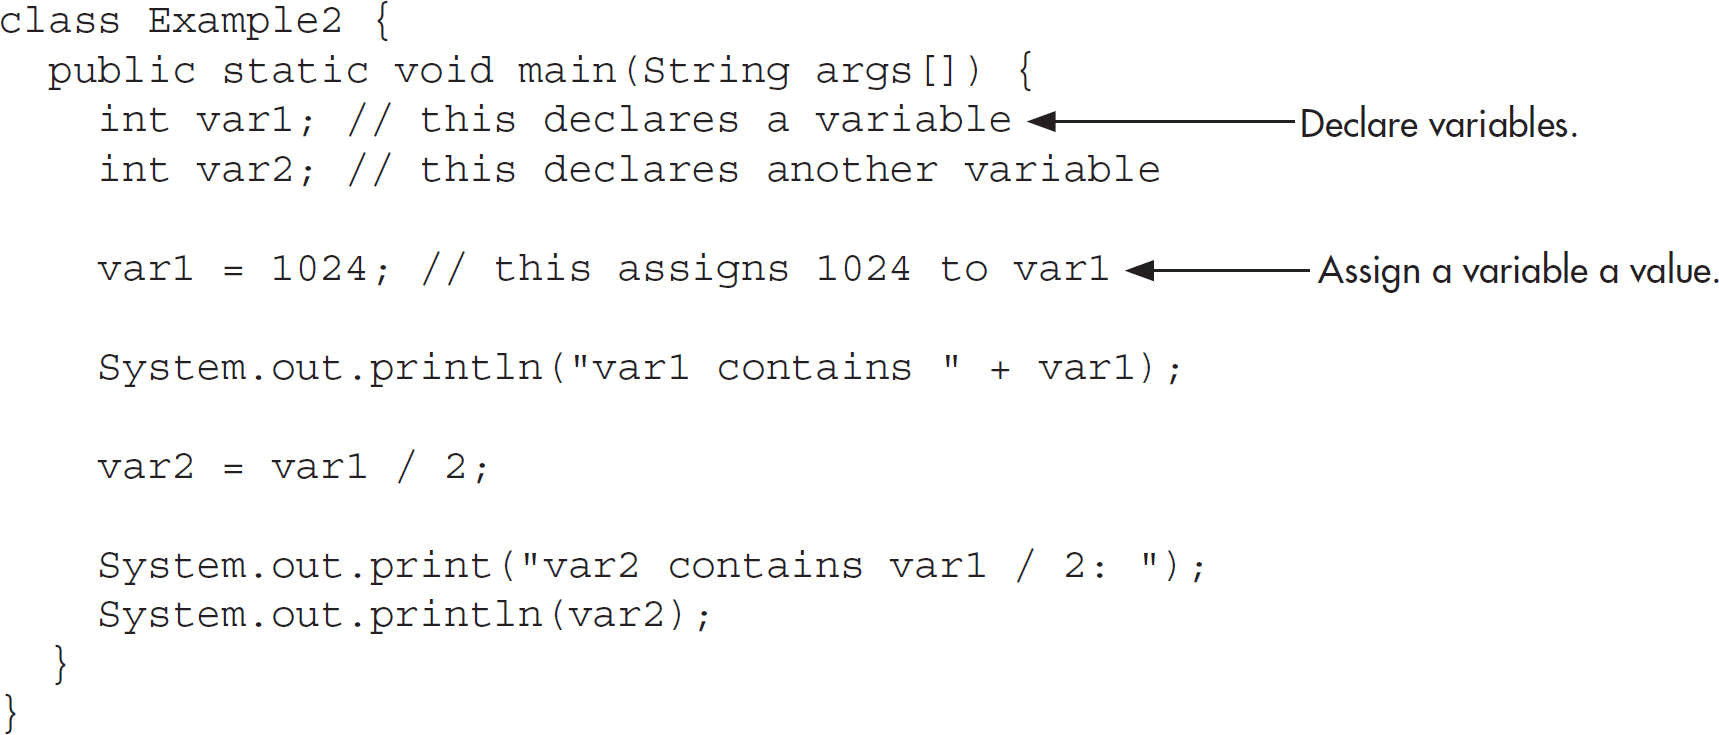 class Example2 {
  public static void main(String args[]) {
    int var1; // this declares a variable Declare variables.
    int var2; // this declares another variable
    var1 = 1024; // this assigns 1024 to var1 Assign a variable a value.
    System.out.println("var1 contains " + var1);
    var2 = var1 / 2;
    System.out.print("var2 contains var1 / 2: ");
    System.out.println(var2);
  }
}